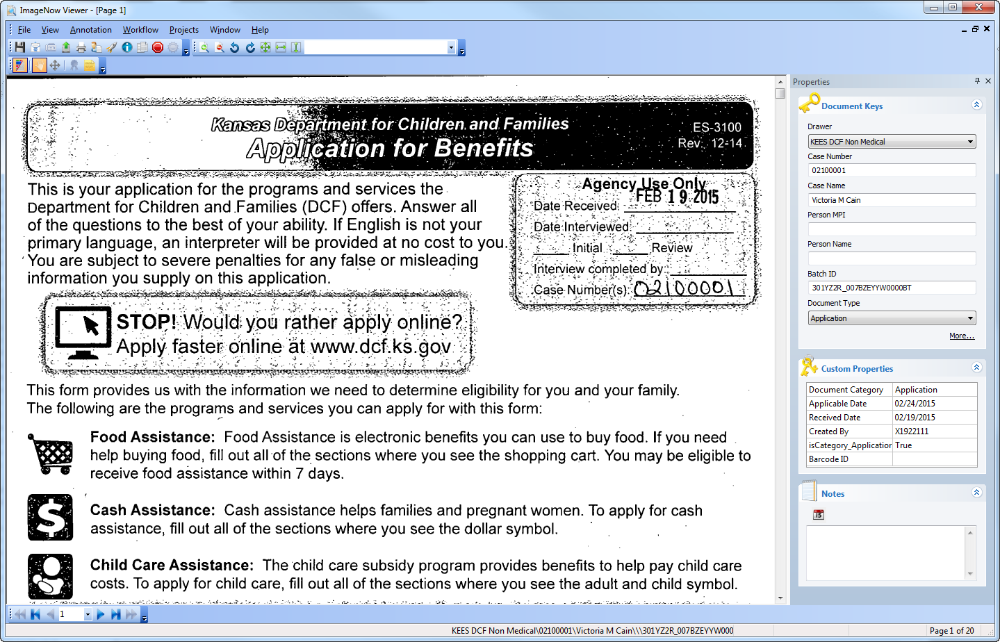 ImageNow Viewer - [Page 1]
File View Annotation Workflow Projects Window Help
Kansas Department for Children and Families
Application for Benefits
ES-3100
Rev. 12-14
This is your application for the programs and services the
Department for Children and Families (DCF) offers. Answer all
of the questions to the best of your ability. If English is not your
primary language, an interpreter will be provided at no cost to you.
You are subject to severe penalties for any false or misleading
information you supply on this application.
Agency Use Only
FEB 19 2015
Date Received:
Date Interviewed:
Initial Review
Interview completed by:
Case Number(s): 02100001
STOP! Would you rather apply online?
Apply faster online at www.dcf.ks.gov
This form provides us with the information we need to determine eligibility for you and your family.
The following are the programs and services you can apply for with this form:
Food Assistance: Food Assistance is electronic benefits you can use to buy food. If you need
help buying food, fill out all of the sections where you see the shopping cart. You may be eligible to
receive food assistance within 7 days.
$
Cash Assistance: Cash assistance helps families and pregnant women. To apply for cash
assistance, fill out all of the sections where you see the dollar symbol.
Child Care Assistance: The child care subsidy program provides benefits to help pay child care
costs. To apply for child care, fill out all of the sections where you see the adult and child symbol.
Properties
Document Keys
Drawer
KEES DCF Non Medical
Case Number
02100001
Case Name
Victoria M Cain
Person MPI
Person Name
Batch ID
301YZ2R_007BZEYYW0000BT
Document Type
Application
More...
Custom Properties
Document Category Application
Applicable Date 02/24/2015
Received Date 02/19/2015
Created By X1922111
isCategory_Application True
Barcode ID
Notes
15
1
KEES DCF Non Medical\02100001\Victoria M Cain\\\301YZ2R_007BZEYYW000
Page 1 of 20